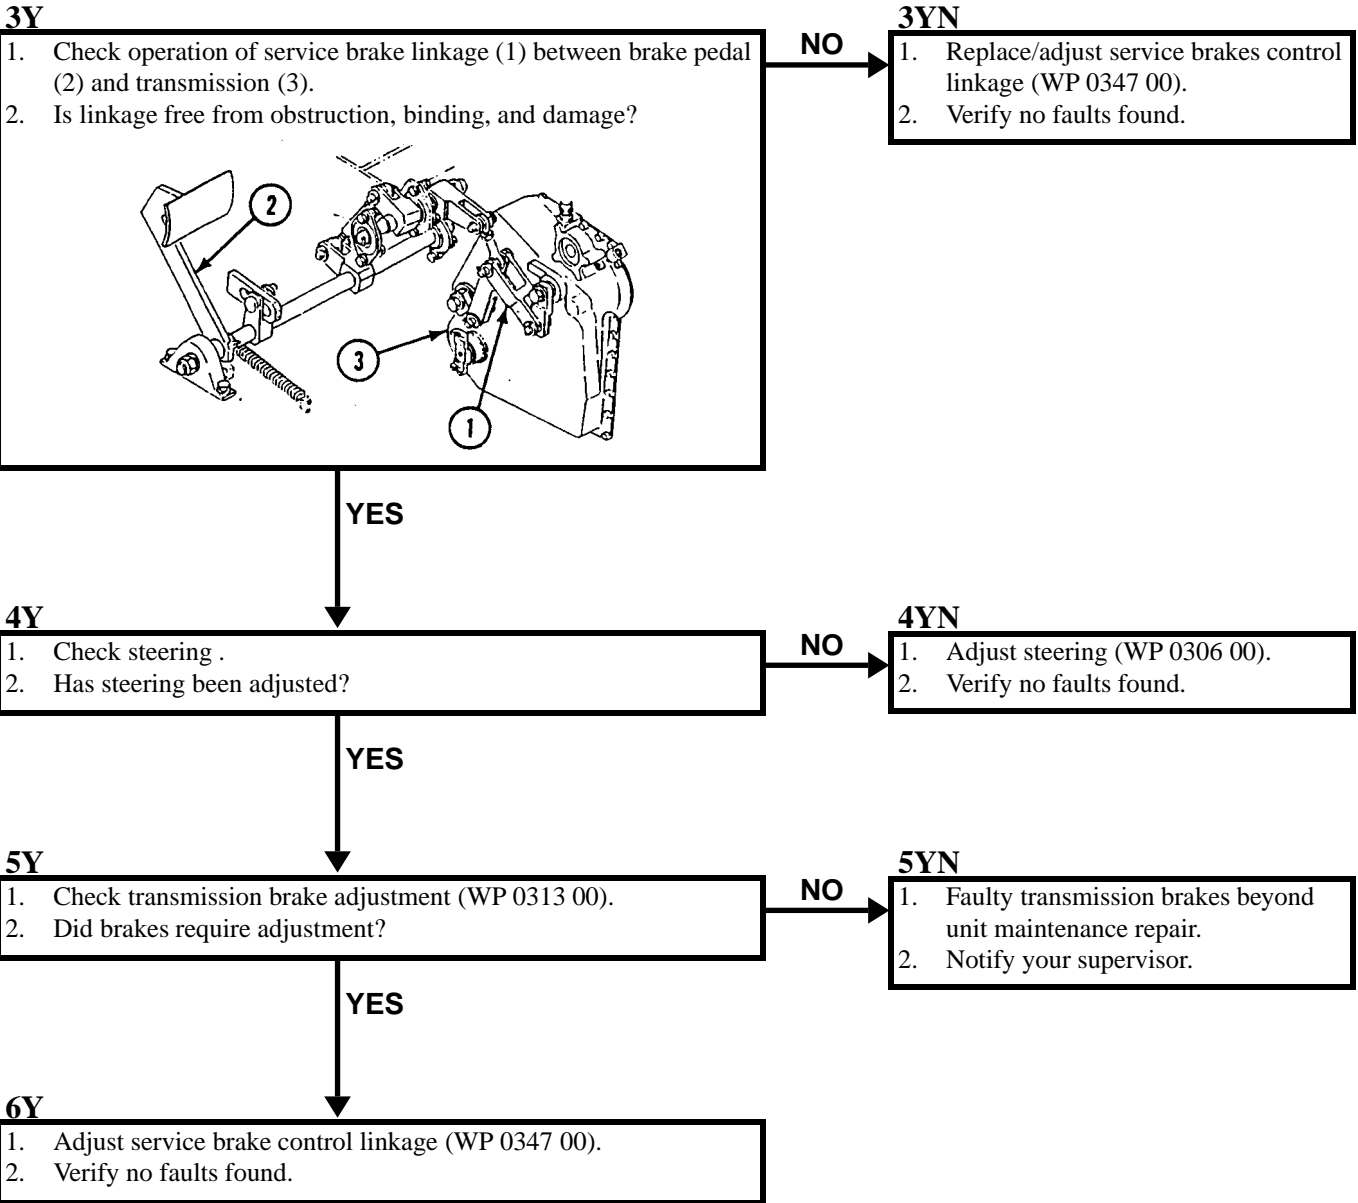 3Y
1. Check operation of service brake linkage (1) between brake pedal
(2) and transmission (3).
2. Is linkage free from obstruction, binding, and damage?
2
3
1
NO
3YN
1. Replace/adjust service brakes control
linkage (WP 0347 00).
2. Verify no faults found.
YES
4Y
1. Check steering .
2. Has steering been adjusted?
NO
4YN
1. Adjust steering (WP 0306 00).
2. Verify no faults found.
YES
5Y
1. Check transmission brake adjustment (WP 0313 00).
2. Did brakes require adjustment?
NO
5YN
1. Faulty transmission brakes beyond
unit maintenance repair.
2. Notify your supervisor.
YES
6Y
1. Adjust service brake control linkage (WP 0347 00).
2. Verify no faults found.